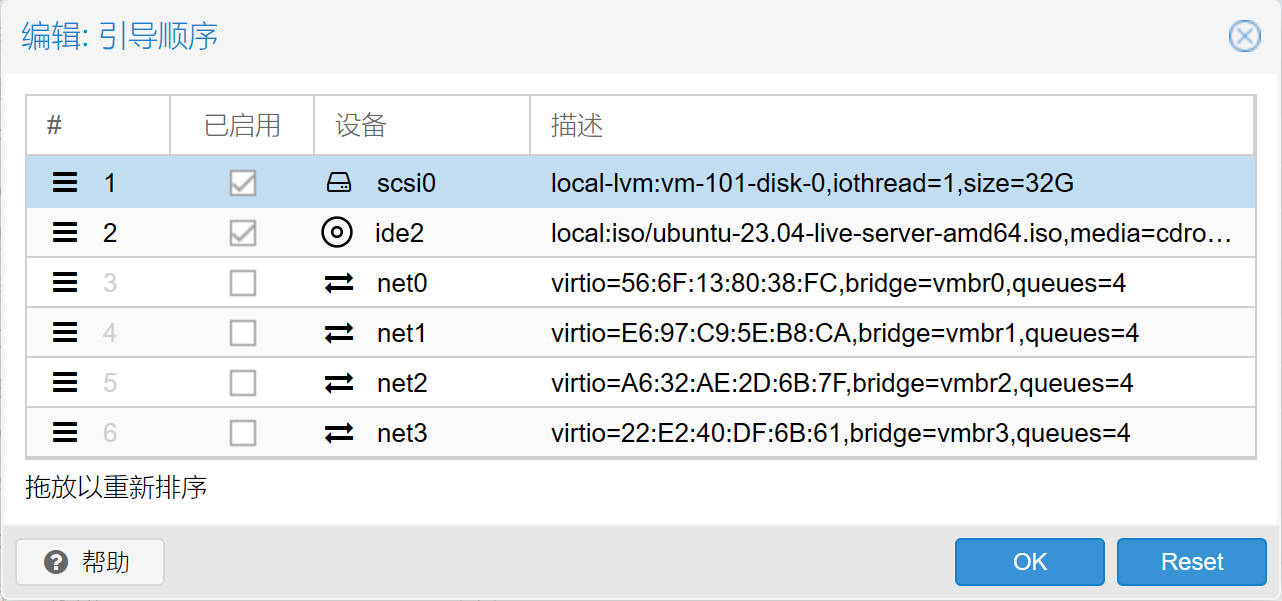 编辑: 引导顺序
# 已启用 设备 描述
1 scsi0 local-lvm:vm-101-disk-0,iothread=1,size=32G
2 ide2 local:iso/ubuntu-23.04-live-server-amd64.iso,media=cdro…
3 net0 virtio=56:6F:13:80:38:FC,bridge=vmbr0,queues=4
4 net1 virtio=E6:97:C9:5E:B8:CA,bridge=vmbr1,queues=4
5 net2 virtio=A6:32:AE:2D:6B:7F,bridge=vmbr2,queues=4
6 net3 virtio=22:E2:40:DF:6B:61,bridge=vmbr3,queues=4
拖放以重新排序
? 帮助 OK Reset